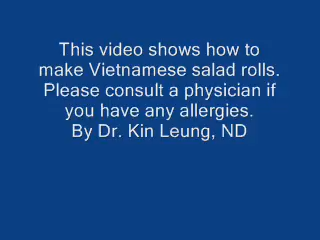 This video shows how to
make Vietnamese salad rolls.
Please consult a physician if
you have any allergies.
By Dr. Kin Leung, ND